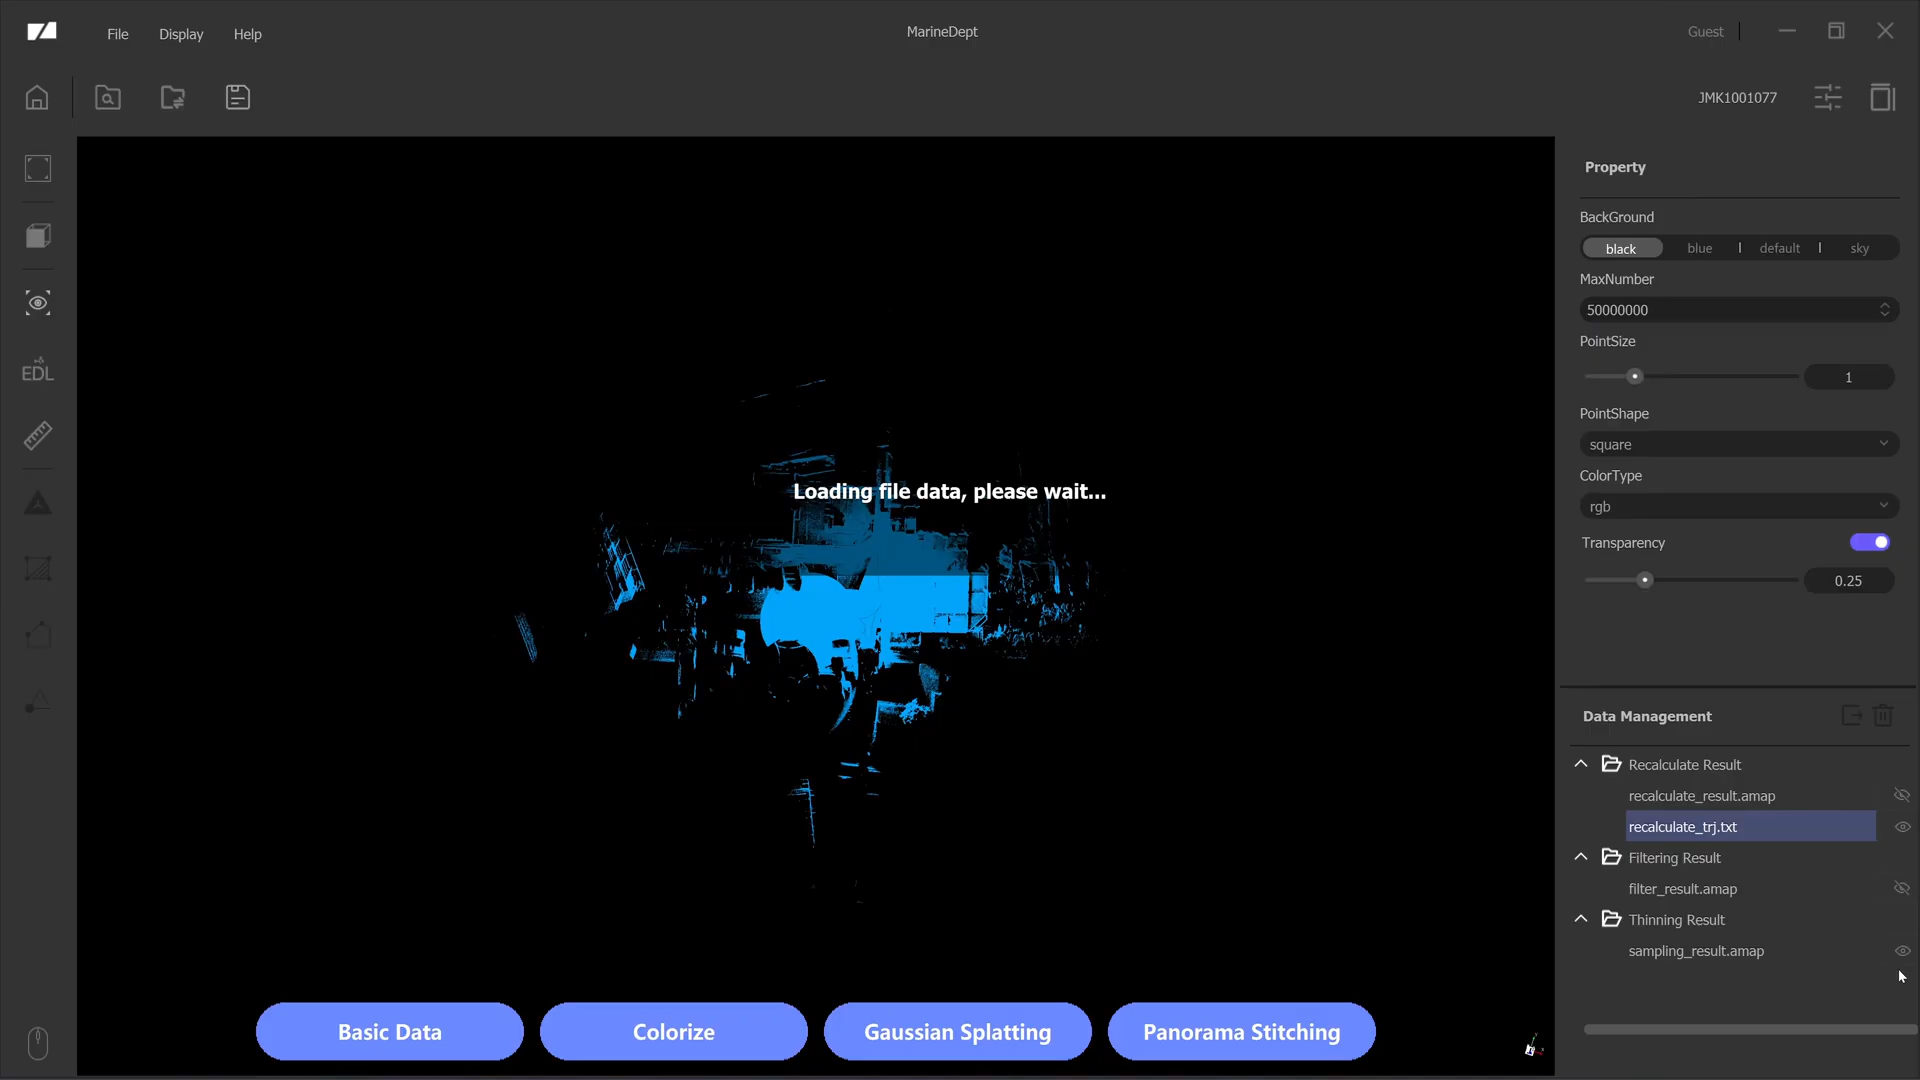 File Display Help
MarineDept
Guest
JMK1001077
Property
BackGround
black blue default sky
MaxNumber
50000000
PointSize
1
PointShape
square
ColorType
rgb
Transparency
0.25
EDL
Loading file data, please wait...
Data Management
Recalculate Result
recalculate_result.amap
recalculate_trj.txt
Filtering Result
filter_result.amap
Thinning Result
sampling_result.amap
Basic Data Colorize Gaussian Splatting Panorama Stitching